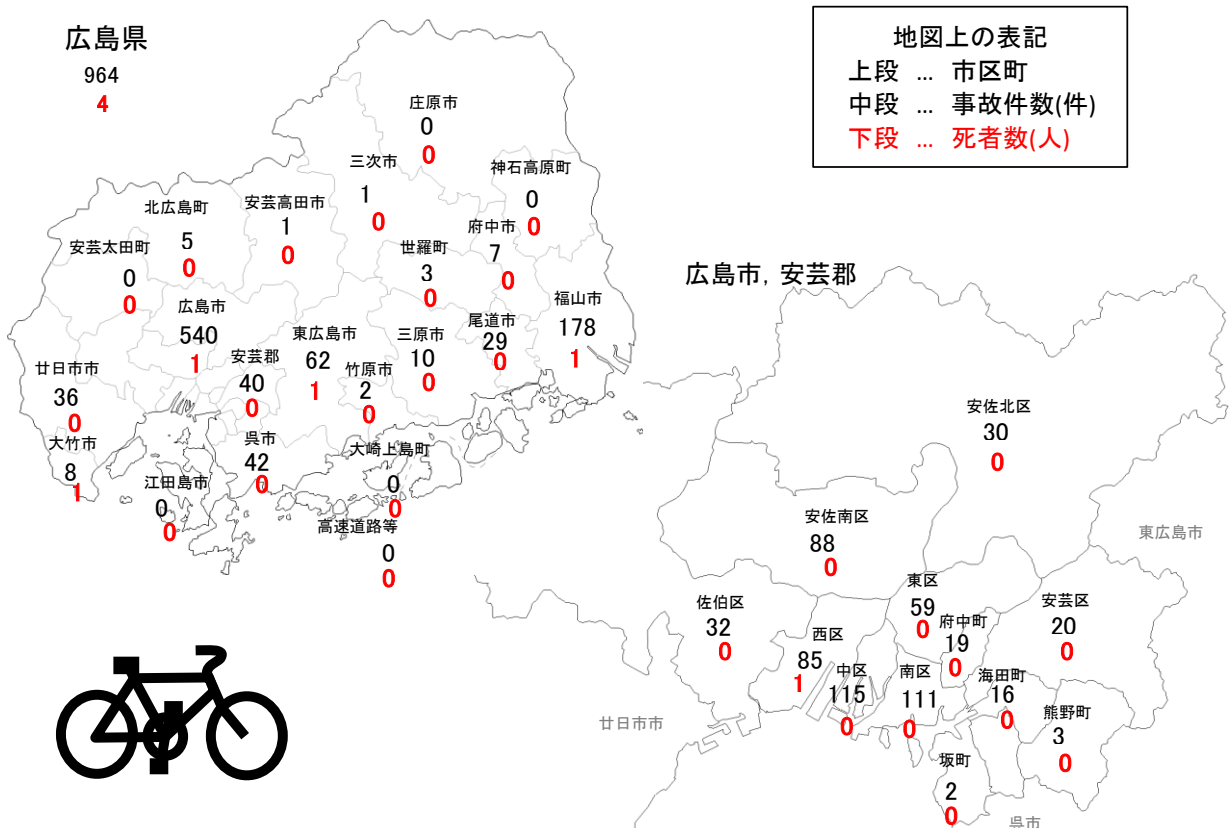 広島県
964
4
地図上の表記
上段 … 市区町
中段 … 事故件数(件)
下段 … 死者数(人)
庄原市
0
0
三次市
1
0
神石高原町
0
0
北広島町
5
0
安芸高田市
1
0
府中市
7
0
安芸太田町
0
0
世羅町
3
0
福山市
178
1
広島市
540
1
東広島市
62
1
三原市
10
0
尾道市
29
0
安芸郡
40
0
竹原市
2
0
廿日市市
36
0
大竹市
8
1
呉市
42
0
大崎上島町
0
0
江田島市
0
0
高速道路等
0
0
広島市, 安芸郡
安佐北区
30
0
安佐南区
88
0
東広島市
東区
59
0
安芸区
20
0
佐伯区
32
0
府中町
19
0
西区
85
1
中区
115
0
南区
111
0
海田町
16
0
熊野町
3
0
廿日市市
坂町
2
0
呉市